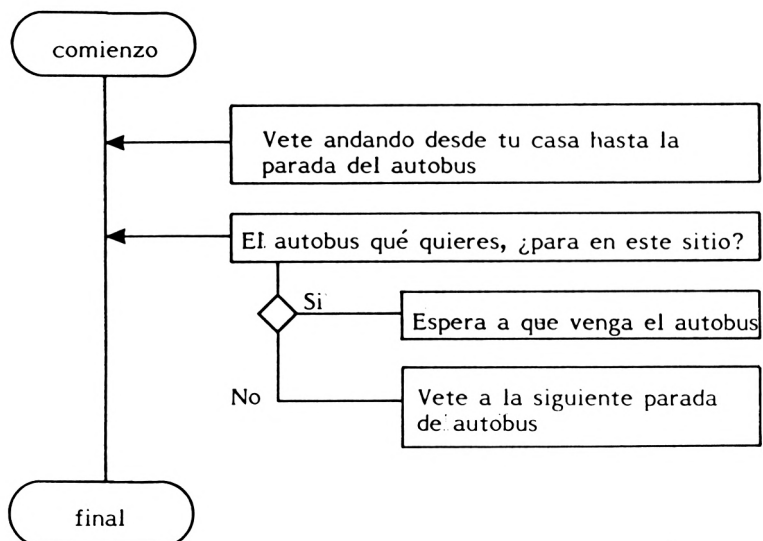 comienzo
Vete andando desde tu casa hasta la
parada del autobus
El autobus qué quieres, ¿para en este sitio?
Si
Espera a que venga el autobus
No
Vete a la siguiente parada
de autobus
final